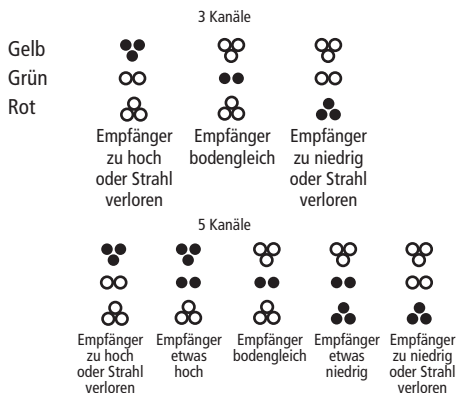 3 Kanäle
Gelb
Grün
Rot
Empfänger zu hoch oder Strahl verloren
Empfänger bodengleich
Empfänger zu niedrig oder Strahl verloren
5 Kanäle
Empfänger zu hoch oder Strahl verloren
Empfänger etwas hoch
Empfänger bodengleich
Empfänger etwas niedrig
Empfänger zu niedrig oder Strahl verloren